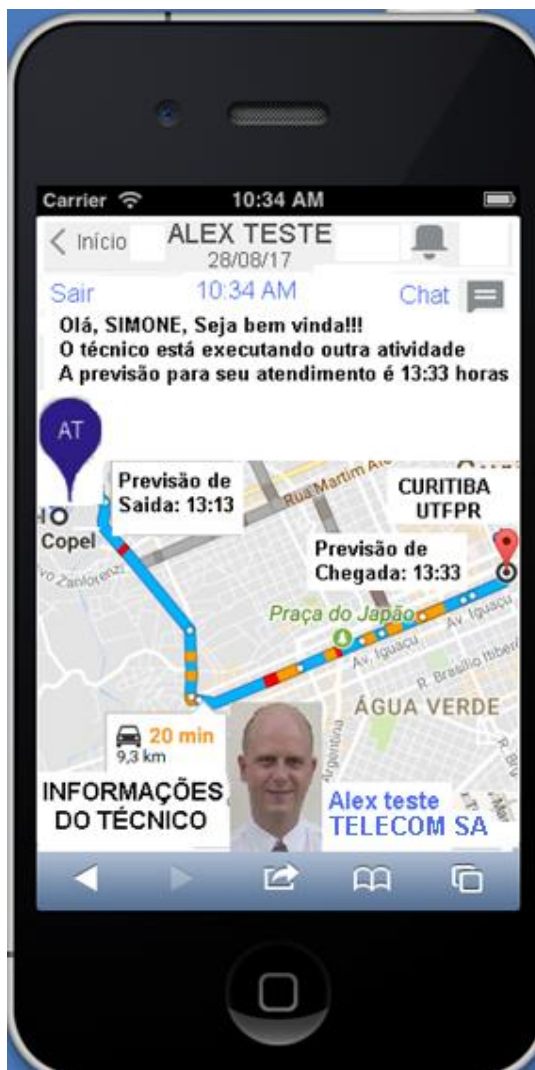 Carrier 10:34 AM
Início ALEX TESTE
28/08/17
Sair 10:34 AM Chat
Olá, SIMONE, Seja bem vinda!!!
O técnico está executando outra atividade
A previsão para seu atendimento é 13:33 horas
AT
Previsão de
Saida: 13:13
Rua Martim
CURITIBA
UTFPR
Copel
Previsão de
Chegada: 13:33
Praça do Japão
Av. Iguaçu
Av. Iguaçu
R. Brasílio Itiberê
ÁGUA VERDE
20 min
9,3 km
Argentina
R. Br
INFORMAÇÕES
DO TÉCNICO
Alex teste
TELECOM SA